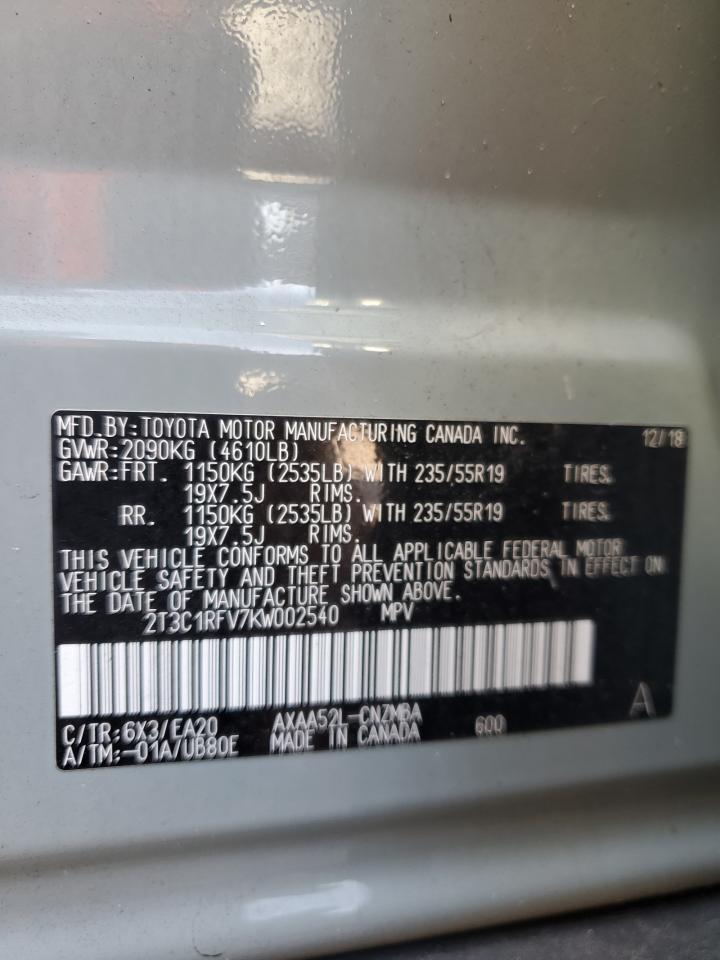 MFD.BY:TOYOTA MOTOR MANUFACTURING CANADA INC. 12/18
GVWR:2090KG (4610LB)
GAWR:FRT. 1150KG (2535LB) WITH 235/55R19 TIRES.
19X7.5J RIMS.
RR. 1150KG (2535LB) WITH 235/55R19 TIRES.
19X7.5J RIMS.
THIS VEHICLE CONFORMS TO ALL APPLICABLE FEDERAL MOTOR
VEHICLE SAFETY AND THEFT PREVENTION STANDARDS IN EFFECT ON
THE DATE OF MANUFACTURE SHOWN ABOVE.
2T3C1RFV7KW002540 MPV
C/TR:6X3/EA20 AXAA52L-CNZMBA 600 A
A/TM:-01A/UB80E MADE IN CANADA